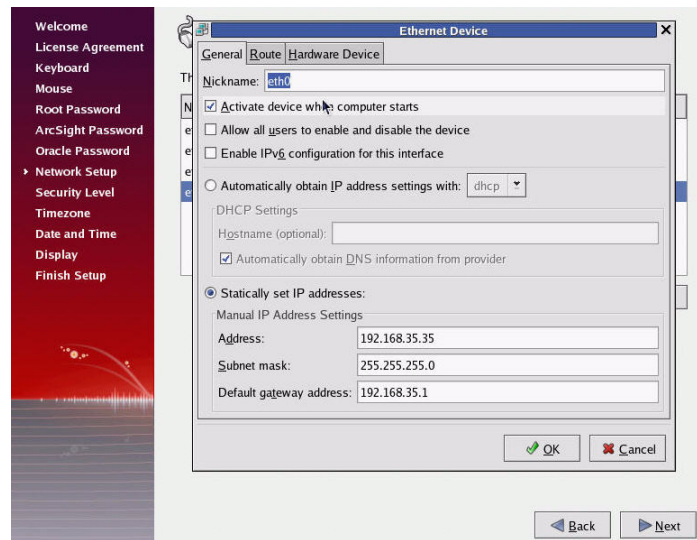 Welcome
License Agreement
Keyboard
Mouse
Root Password
ArcSight Password
Oracle Password
Network Setup
Security Level
Timezone
Date and Time
Display
Finish Setup
Ethernet Device
General Route Hardware Device
Nickname: eth0
Activate device when computer starts
Allow all users to enable and disable the device
Enable IPv6 configuration for this interface
Automatically obtain IP address settings with: dhcp
DHCP Settings
Hostname (optional):
Automatically obtain DNS information from provider
Statically set IP addresses:
Manual IP Address Settings
Address: 192.168.35.35
Subnet mask: 255.255.255.0
Default gateway address: 192.168.35.1
OK Cancel
Back Next